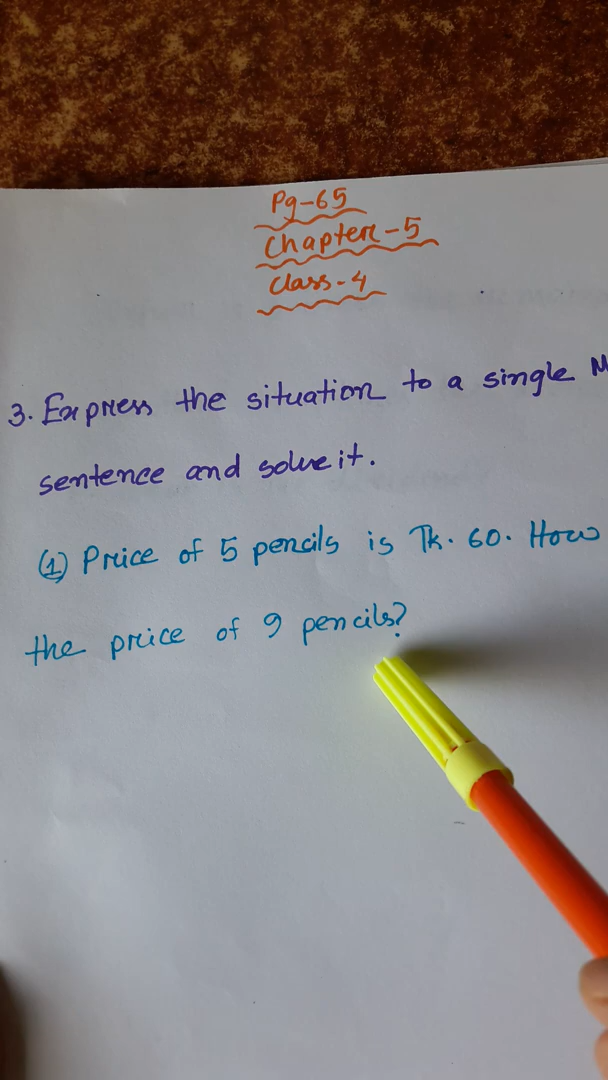 Pg-65
Chapter-5
Class-4
3. Express the situation to a single
sentence and solve it.
(1) Price of 5 pencils is Tk. 60. How
the price of 9 pencils?